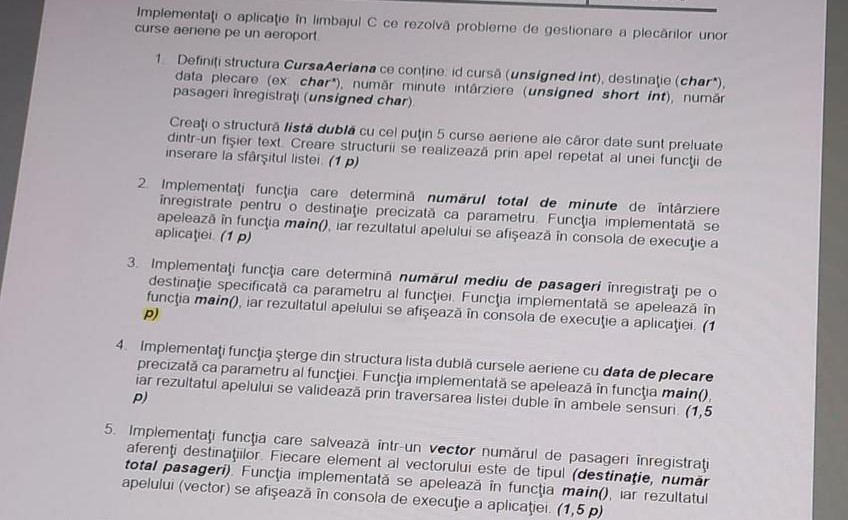 Implementaţi o aplicaţie în limbajul C ce rezolvă probleme de gestionare a plecărilor unor
curse aeriene pe un aeroport.
1. Definiţi structura CursaAeriana ce conţine: id cursă (unsigned int), destinaţie (char*),
data plecare (ex: char*), număr minute intârziere (unsigned short int), număr
pasageri înregistraţi (unsigned char).
Creaţi o structură listă dublă cu cel puţin 5 curse aeriene ale căror date sunt preluate
dintr-un fişier text. Creare structurii se realizează prin apel repetat al unei funcţii de
inserare la sfârşitul listei. (1 p)
2. Implementaţi funcţia care determină numărul total de minute de întârziere
înregistrate pentru o destinaţie precizată ca parametru. Funcţia implementată se
apelează în funcţia main(), iar rezultatul apelului se afişează în consola de execuţie a
aplicaţiei. (1 p)
3. Implementaţi funcţia care determină numărul mediu de pasageri înregistraţi pe o
destinaţie specificată ca parametru al funcţiei. Funcţia implementată se apelează în
funcţia main(), iar rezultatul apelului se afişează în consola de execuţie a aplicaţiei. (1
p)
4. Implementaţi funcţia şterge din structura lista dublă cursele aeriene cu data de plecare
precizată ca parametru al funcţiei. Funcţia implementată se apelează în funcţia main(),
iar rezultatul apelului se validează prin traversarea listei duble în ambele sensuri. (1,5
p)
5. Implementaţi funcţia care salvează într-un vector numărul de pasageri înregistraţi
aferenţi destinaţiilor. Fiecare element al vectorului este de tipul (destinaţie, număr
total pasageri). Funcţia implementată se apelează în funcţia main(), iar rezultatul
apelului (vector) se afişează în consola de execuţie a aplicaţiei. (1,5 p)